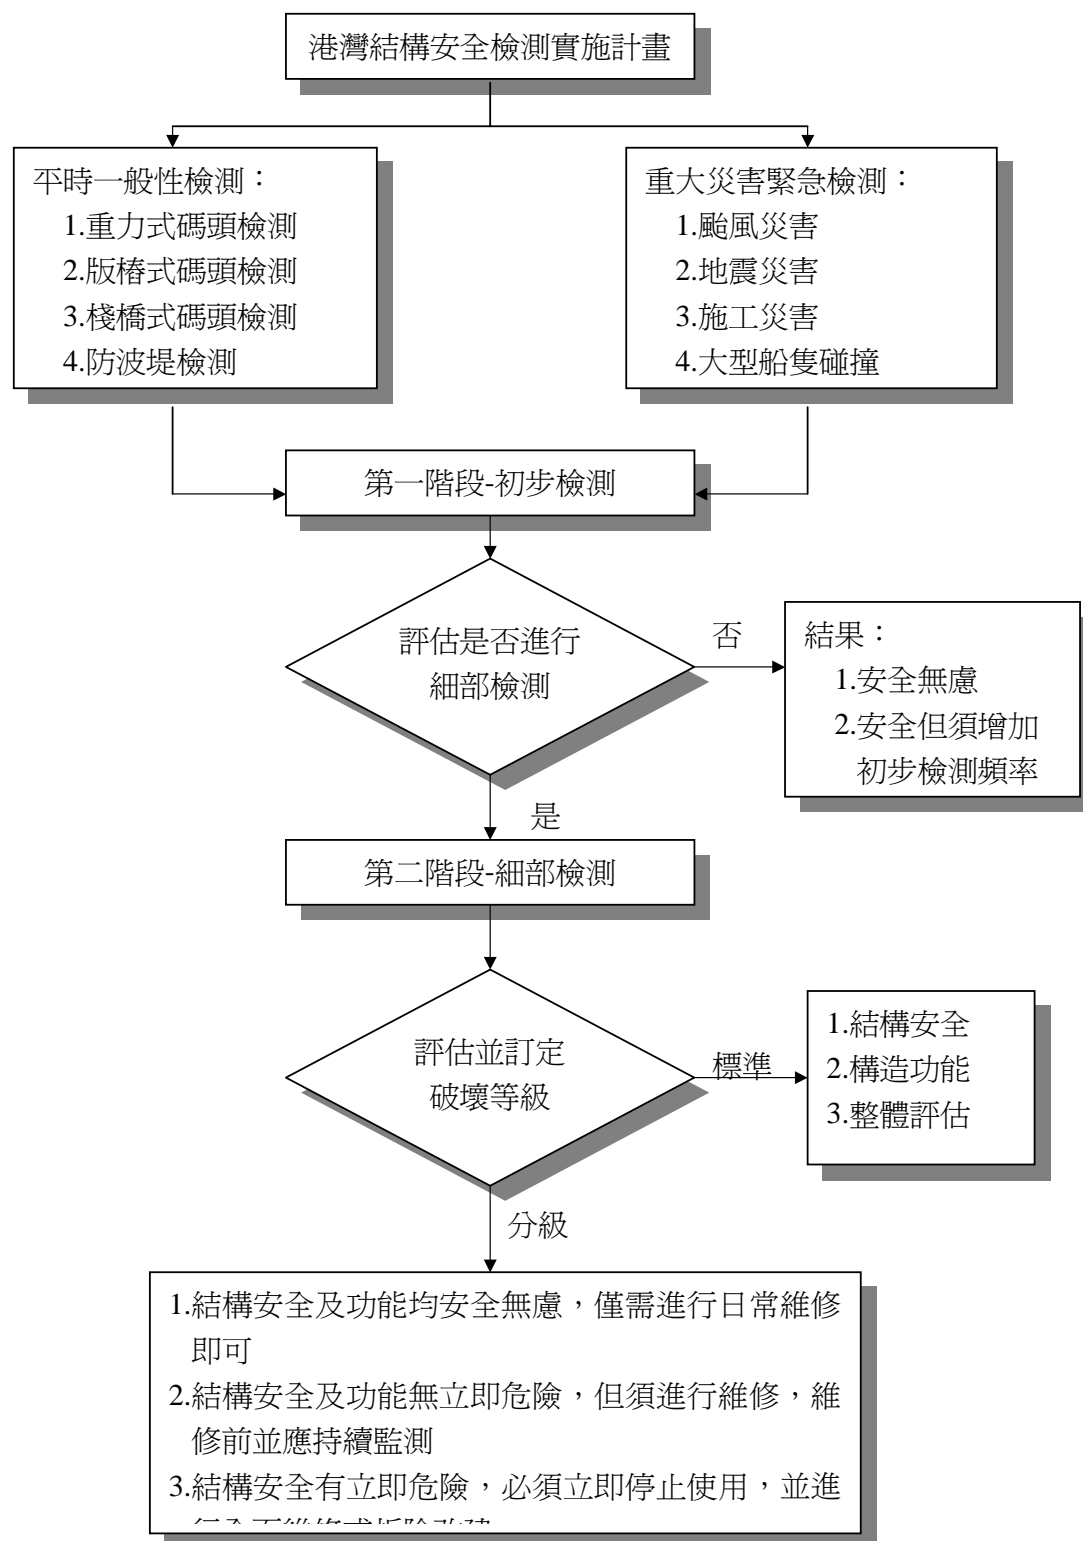 港灣結構安全檢測實施計畫
平時一般性檢測：
1.重力式碼頭檢測
2.版樁式碼頭檢測
3.棧橋式碼頭檢測
4.防波堤檢測
重大災害緊急檢測：
1.颱風災害
2.地震災害
3.施工災害
4.大型船隻碰撞
第一階段-初步檢測
評估是否進行
細部檢測
否
結果：
1.安全無慮
2.安全但須增加
初步檢測頻率
是
第二階段-細部檢測
評估並訂定
破壞等級
標準
1.結構安全
2.構造功能
3.整體評估
分級
1.結構安全及功能均安全無慮，僅需進行日常維修
即可
2.結構安全及功能無立即危險，但須進行維修，維
修前並應持續監測
3.結構安全有立即危險，必須立即停止使用，並進